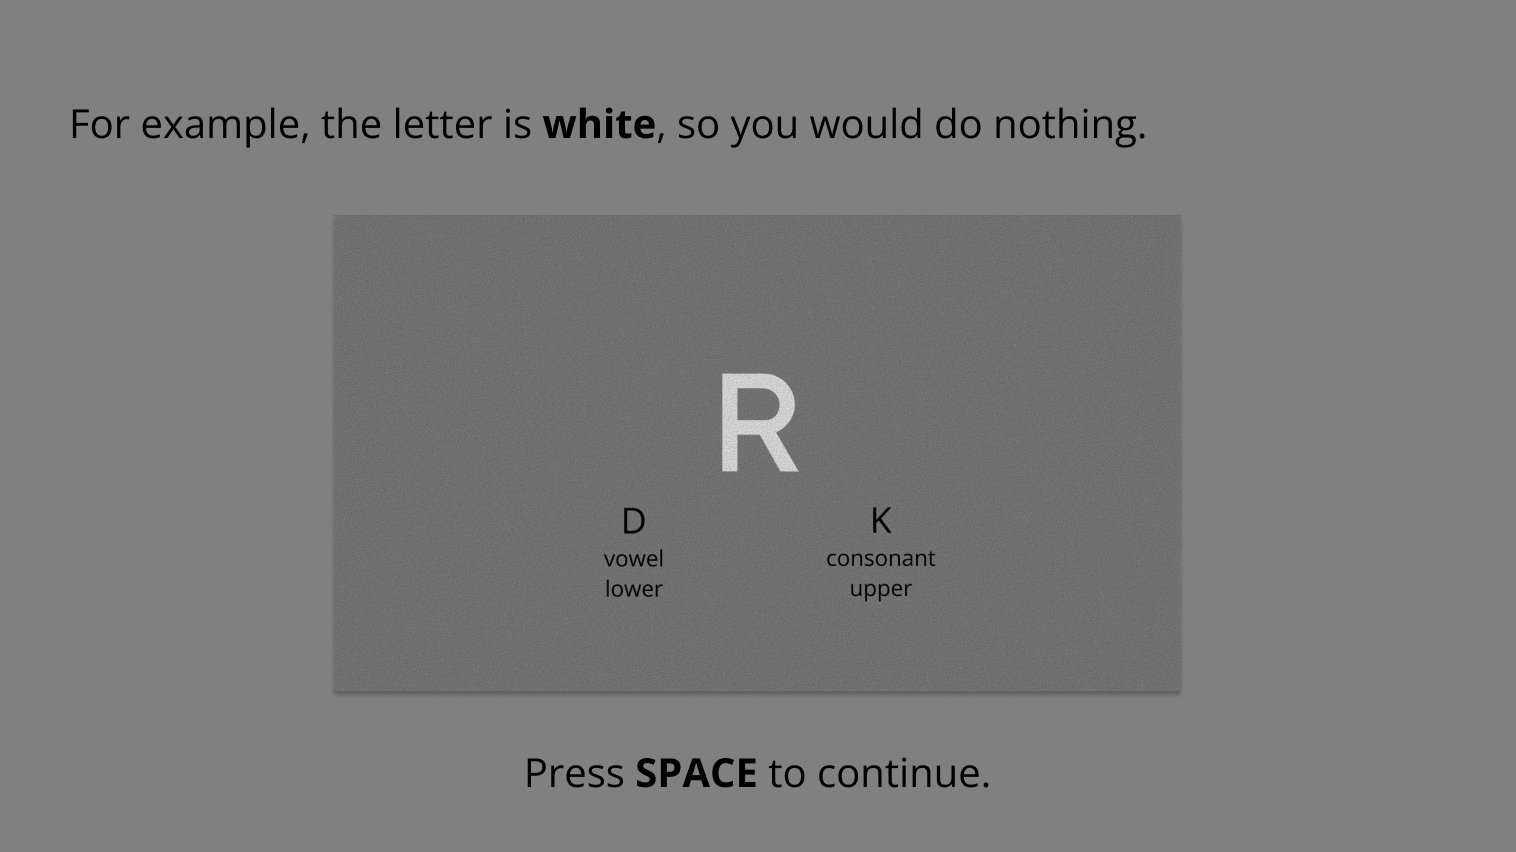 For example, the letter is white, so you would do nothing.
R
D K
vowel consonant
lower upper
Press SPACE to continue.